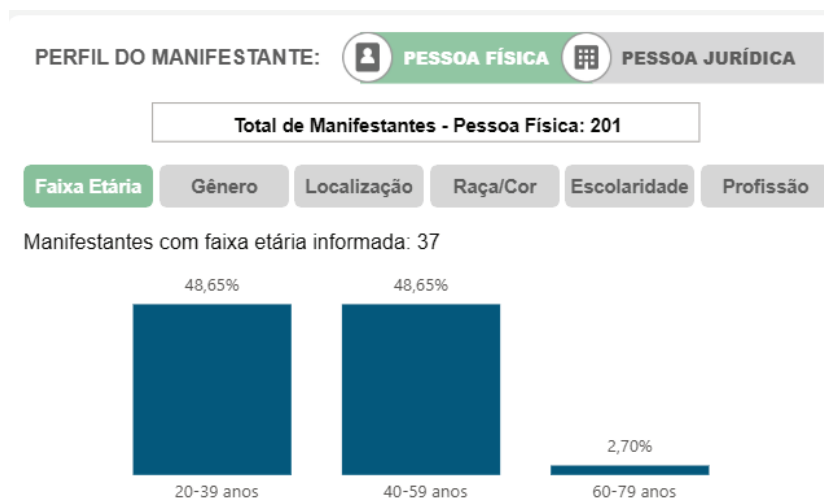 PERFIL DO MANIFESTANTE: PESSOA FÍSICA PESSOA JURÍDICA
Total de Manifestantes - Pessoa Física: 201
Faixa Etária Gênero Localização Raça/Cor Escolaridade Profissão
Manifestantes com faixa etária informada: 37
48,65% 48,65%
2,70%
20-39 anos 40-59 anos 60-79 anos